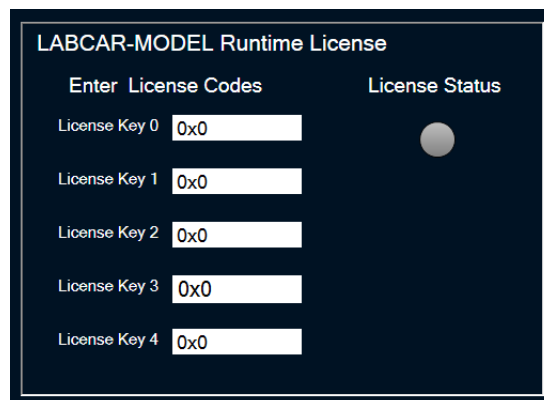 LABCAR-MODEL Runtime License
Enter License Codes License Status
License Key 0 0x0
License Key 1 0x0
License Key 2 0x0
License Key 3 0x0
License Key 4 0x0